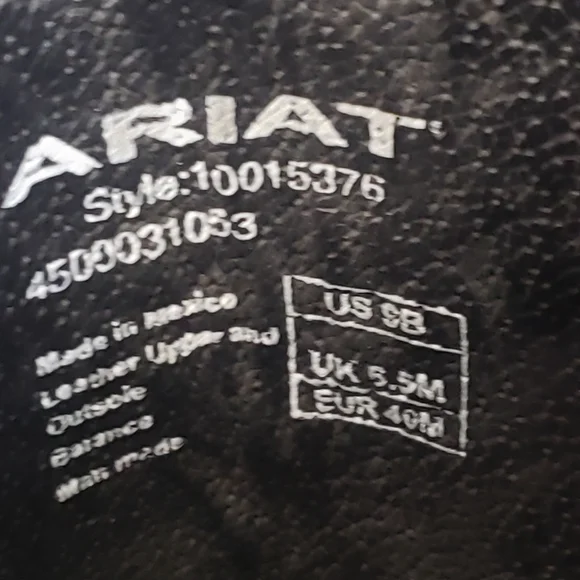 ARIAT
Style:10015376
4500031053
Made in Mexico
Leather Upper and
Outsole
Balance
Man made
US 9B
UK 6.5M
EUR 40M